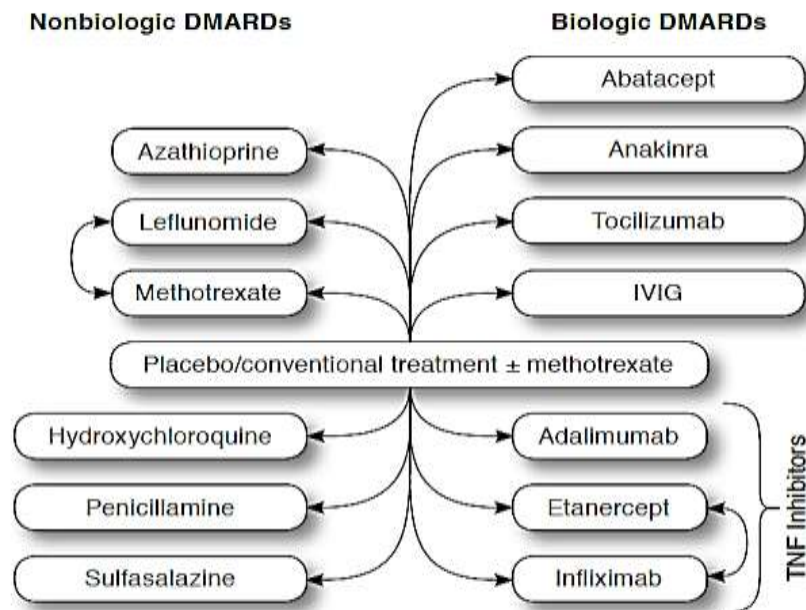 Nonbiologic DMARDs
Biologic DMARDs
Abatacept
Azathioprine
Anakinra
Leflunomide
Tocilizumab
Methotrexate
IVIG
Placebo/conventional treatment ± methotrexate
Hydroxychloroquine
Adalimumab
Penicillamine
Etanercept
Sulfasalazine
Infliximab
TNF Inhibitors